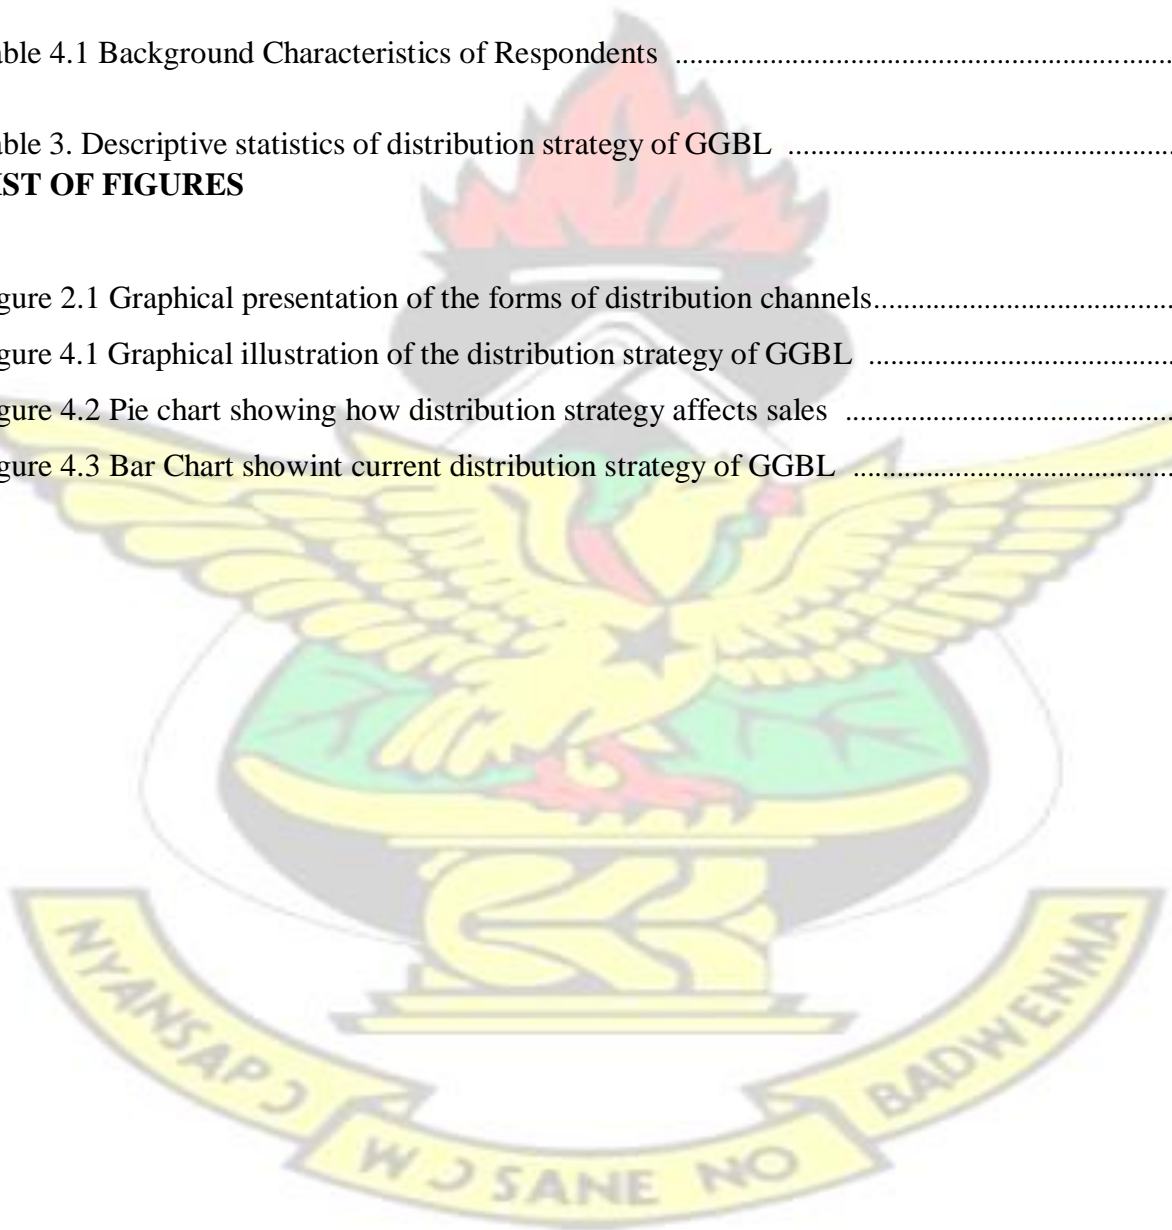 able 4.1 Background Characteristics of Respondents ................................................................
able 3. Descriptive statistics of distribution strategy of GGBL ................................................
IST OF FIGURES
igure 2.1 Graphical presentation of the forms of distribution channels....................................
igure 4.1 Graphical illustration of the distribution strategy of GGBL ......................................
igure 4.2 Pie chart showing how distribution strategy affects sales .........................................
igure 4.3 Bar Chart showint current distribution strategy of GGBL ........................................
NYANSAPƆ WƆSANE NO BADWENMA